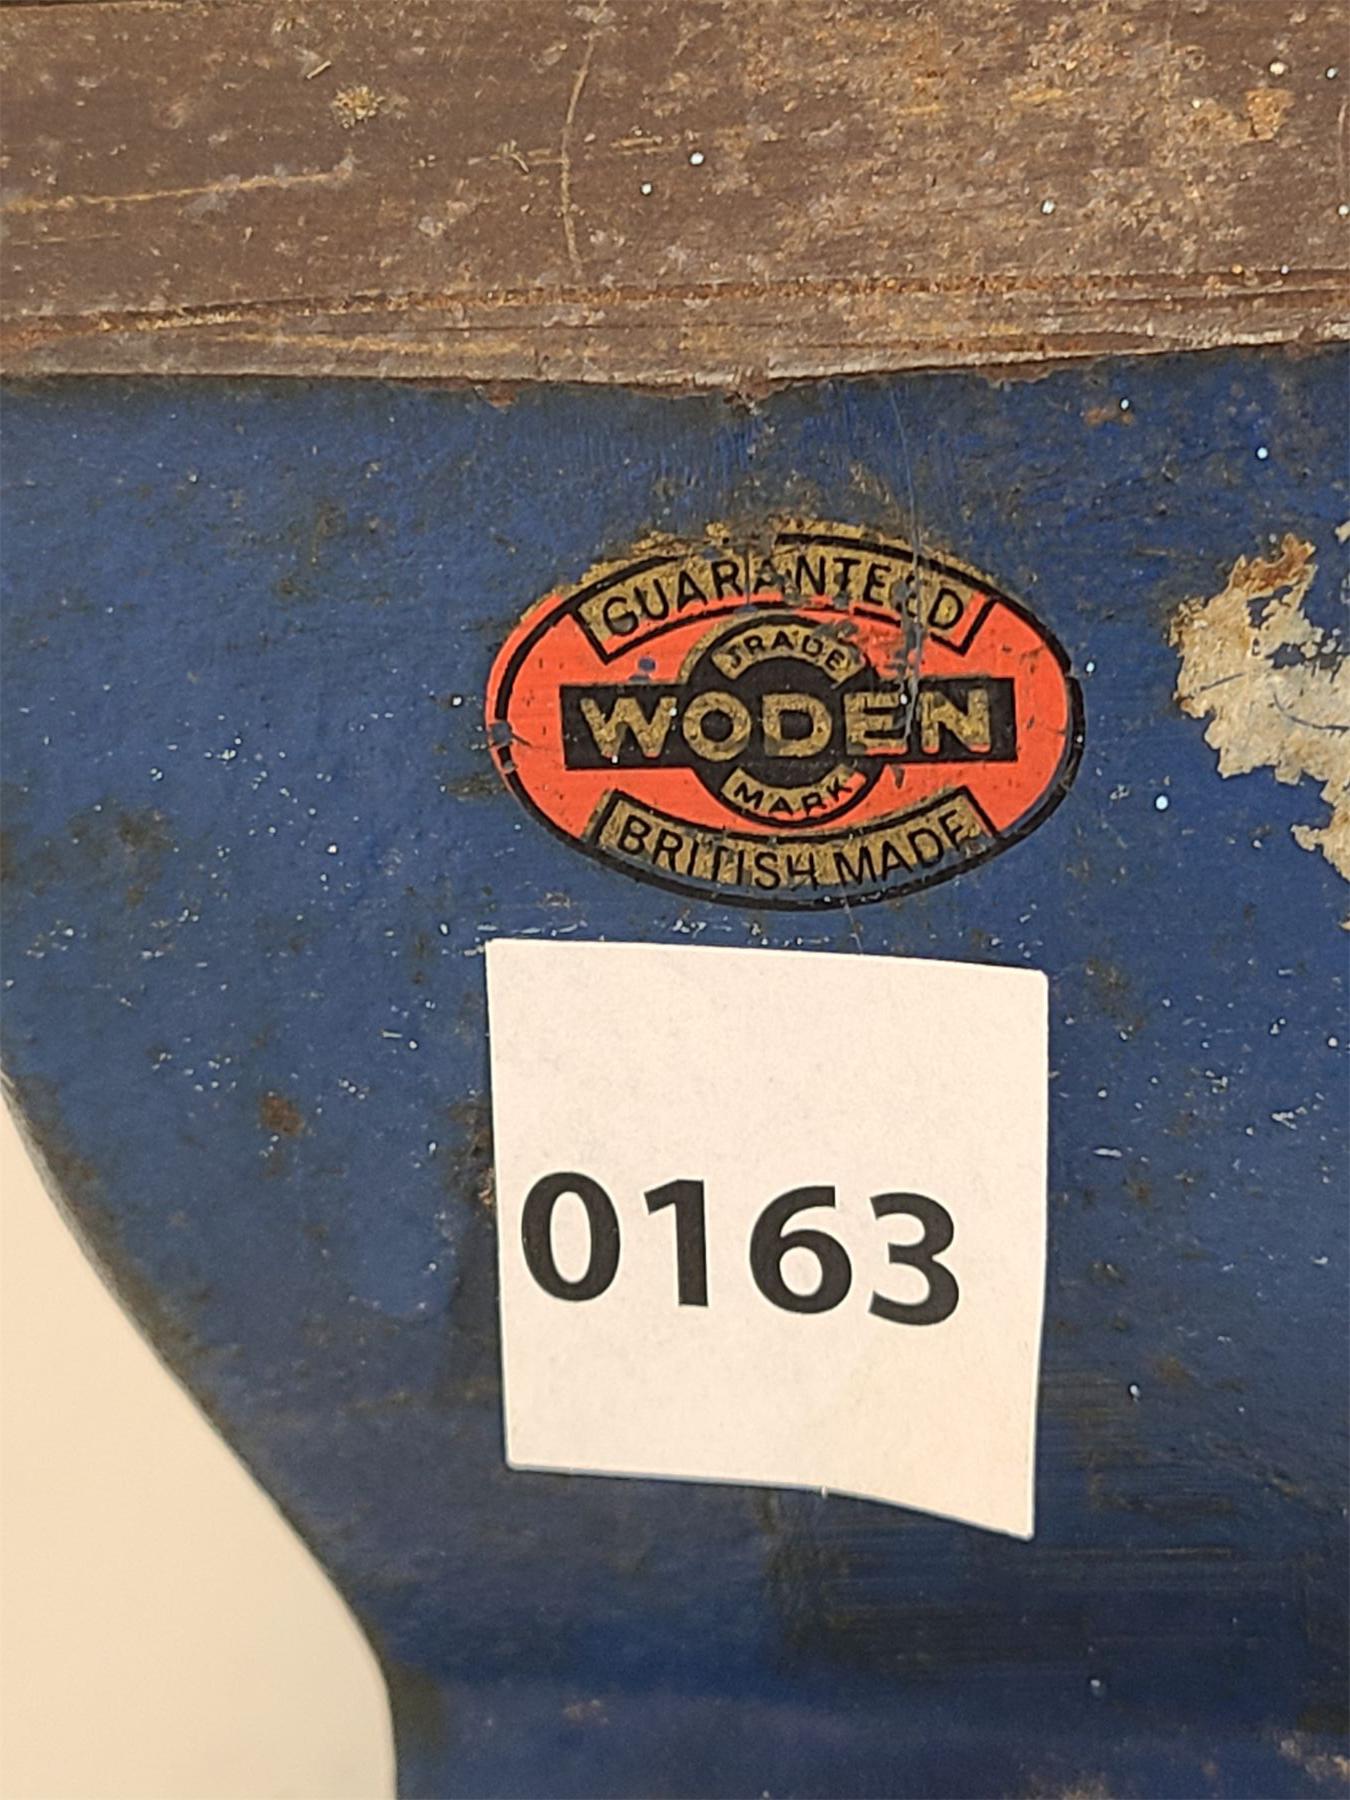 GUARANTEED
TRADE
WODEN
MARK
BRITISH MADE
0163